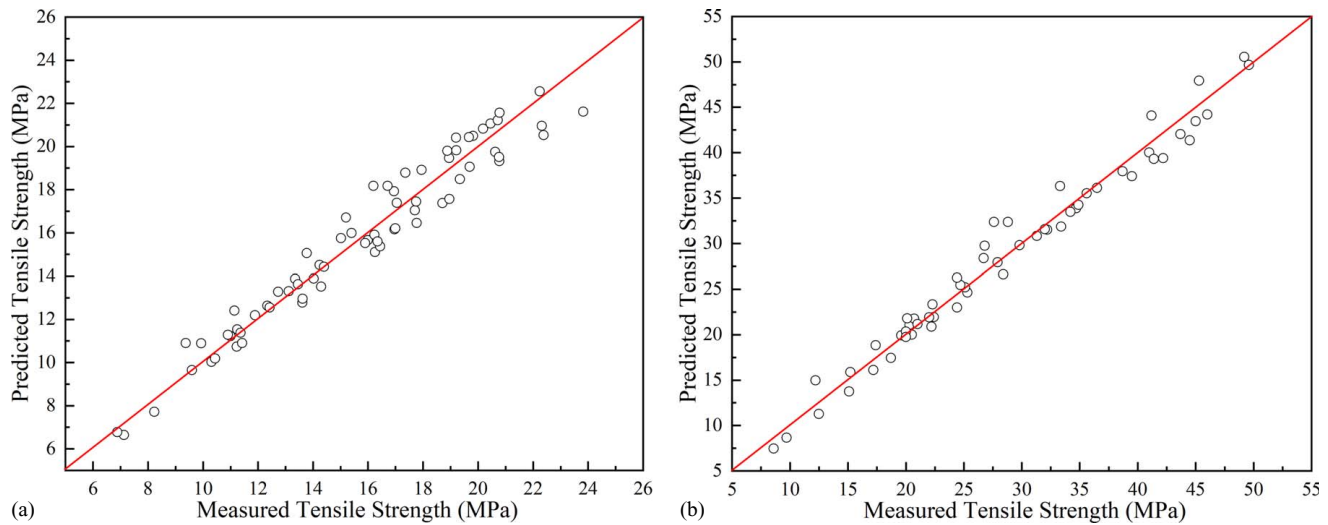 26
24
22
20
18
16
14
12
10
8
6
Predicted Tensile Strength (MPa)
6 8 10 12 14 16 18 20 22 24 26
Measured Tensile Strength (MPa)
(a)
55
50
45
40
35
30
25
20
15
10
5
Predicted Tensile Strength (MPa)
5 10 15 20 25 30 35 40 45 50 55
Measured Tensile Strength (MPa)
(b)